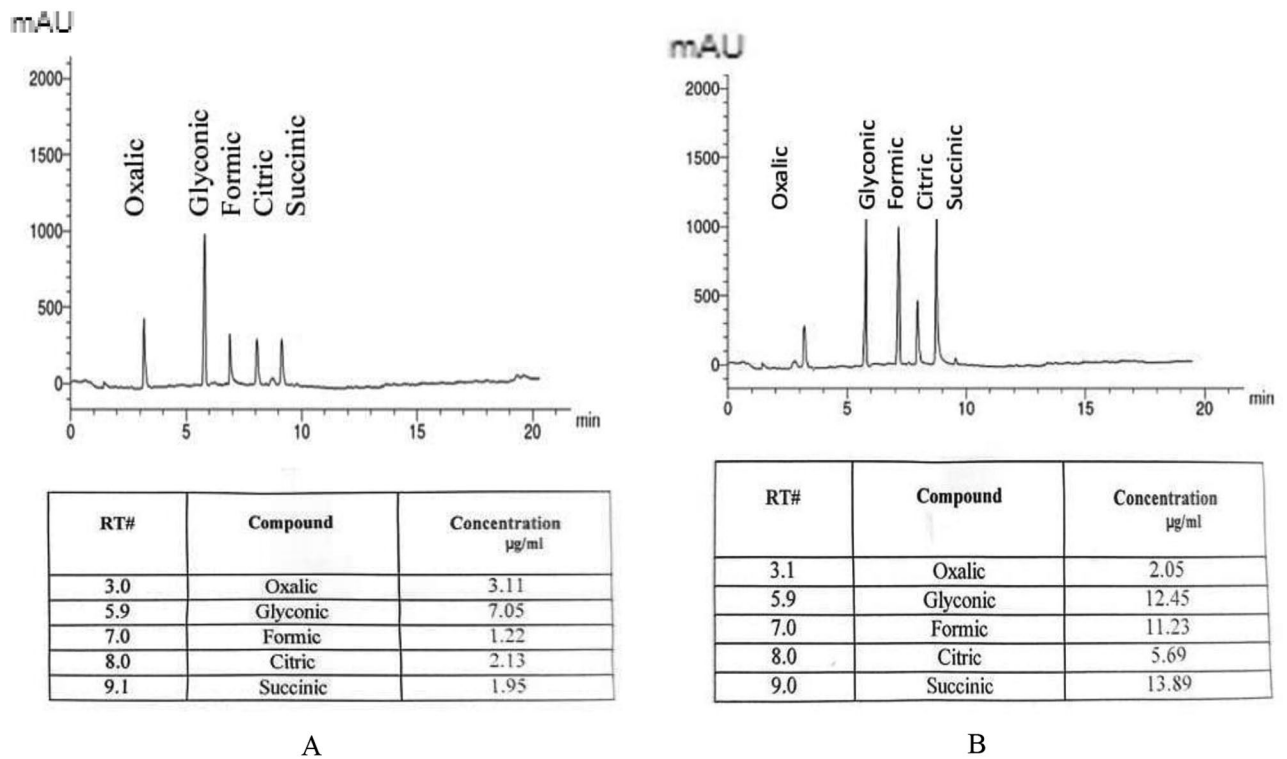 mAU
2000
1500
1000
500
0
Oxalic
Glyconic
Formic
Citric
Succinic
0 5 10 15 20 min
RT# Compound Concentration
µg/ml
3.0 Oxalic 3.11
5.9 Glyconic 7.05
7.0 Formic 1.22
8.0 Citric 2.13
9.1 Succinic 1.95
A
mAU
2000
1500
1000
500
0
Oxalic
Glyconic
Formic
Citric
Succinic
0 5 10 15 20 min
RT# Compound Concentration
µg/ml
3.1 Oxalic 2.05
5.9 Glyconic 12.45
7.0 Formic 11.23
8.0 Citric 5.69
9.0 Succinic 13.89
B